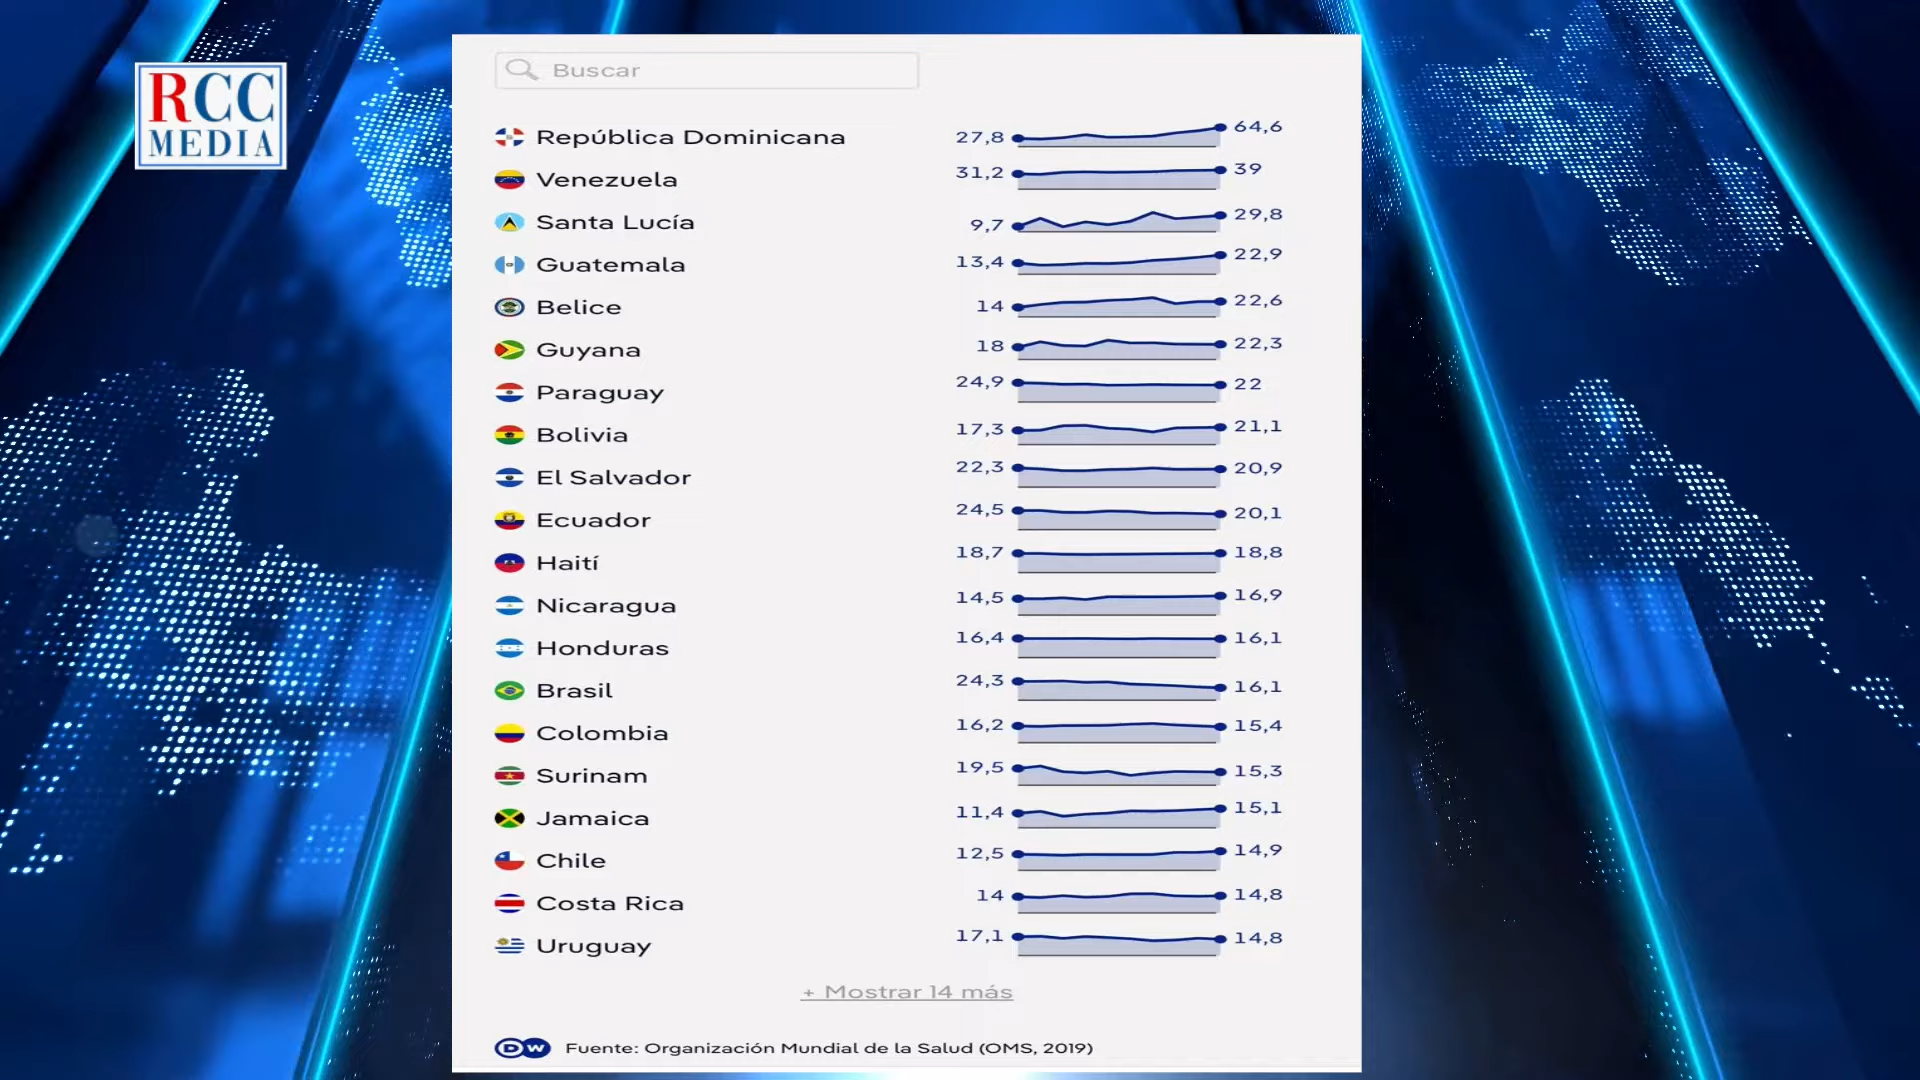 RCC
MEDIA
Buscar
República Dominicana 27,8 64,6
Venezuela 31,2 39
Santa Lucía 9,7 29,8
Guatemala 13,4 22,9
Belice 14 22,6
Guyana 18 22,3
Paraguay 24,9 22
Bolivia 17,3 21,1
El Salvador 22,3 20,9
Ecuador 24,5 20,1
Haití 18,7 18,8
Nicaragua 14,5 16,9
Honduras 16,4 16,1
Brasil 24,3 16,1
Colombia 16,2 15,4
Surinam 19,5 15,3
Jamaica 11,4 15,1
Chile 12,5 14,9
Costa Rica 14 14,8
Uruguay 17,1 14,8
+ Mostrar 14 más
DW Fuente: Organización Mundial de la Salud (OMS, 2019)